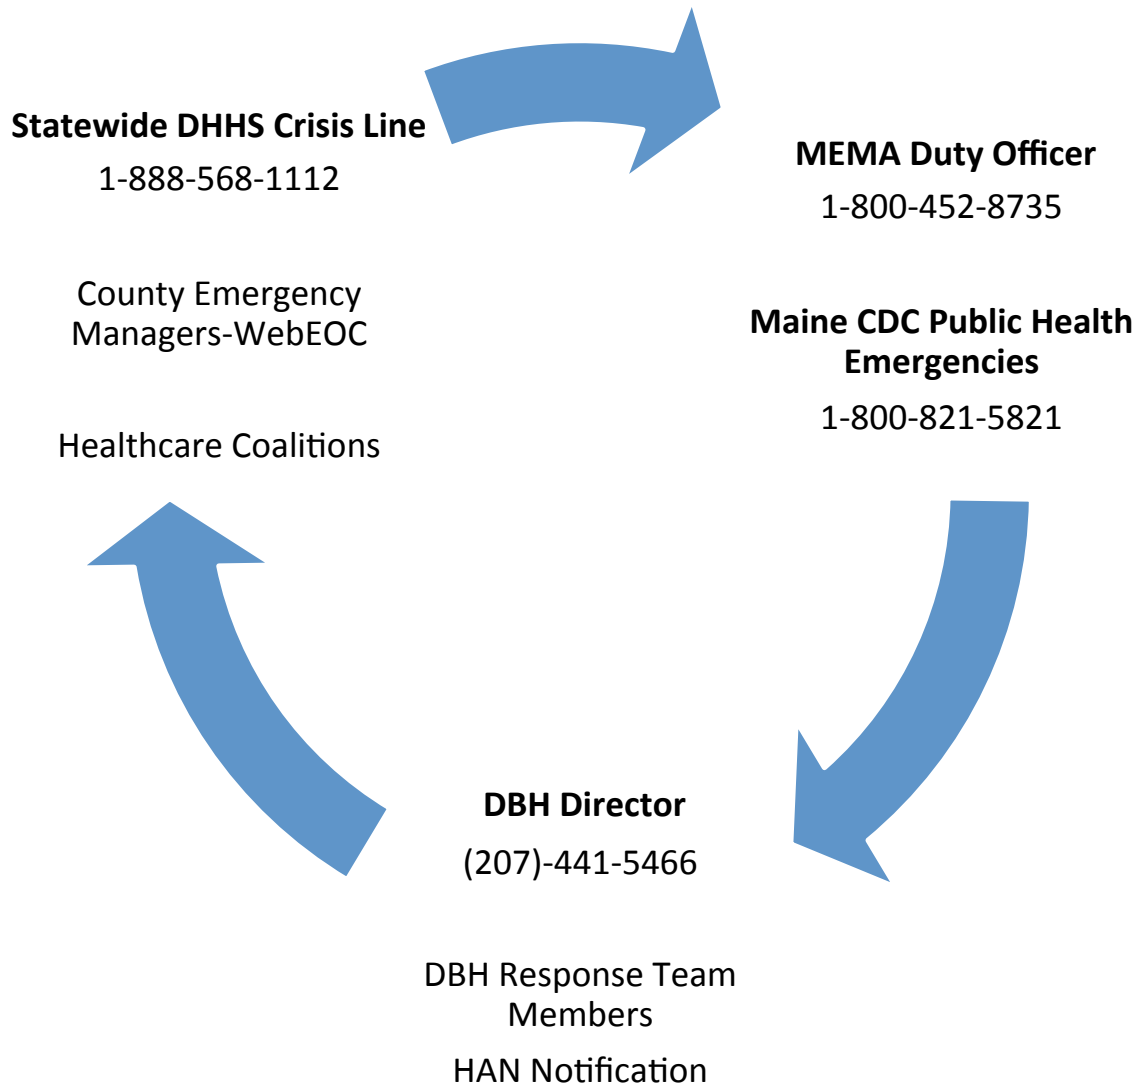 Statewide DHHS Crisis Line
1-888-568-1112
County Emergency
Managers-WebEOC
Healthcare Coalitions
MEMA Duty Officer
1-800-452-8735
Maine CDC Public Health
Emergencies
1-800-821-5821
DBH Director
(207)-441-5466
DBH Response Team
Members
HAN Notification